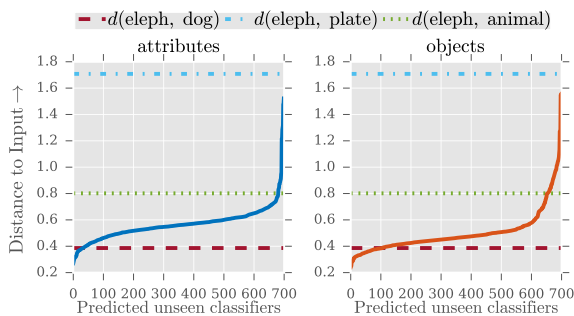 d(eleph, dog) d(eleph, plate) d(eleph, animal)
attributes objects
Distance to Input →
1.8 1.8
1.6 1.6
1.4 1.4
1.2 1.2
1.0 1.0
0.8 0.8
0.6 0.6
0.4 0.4
0.2 0.2
0 100 200 300 400 500 600 700 0 100 200 300 400 500 600 700
Predicted unseen classifiers Predicted unseen classifiers